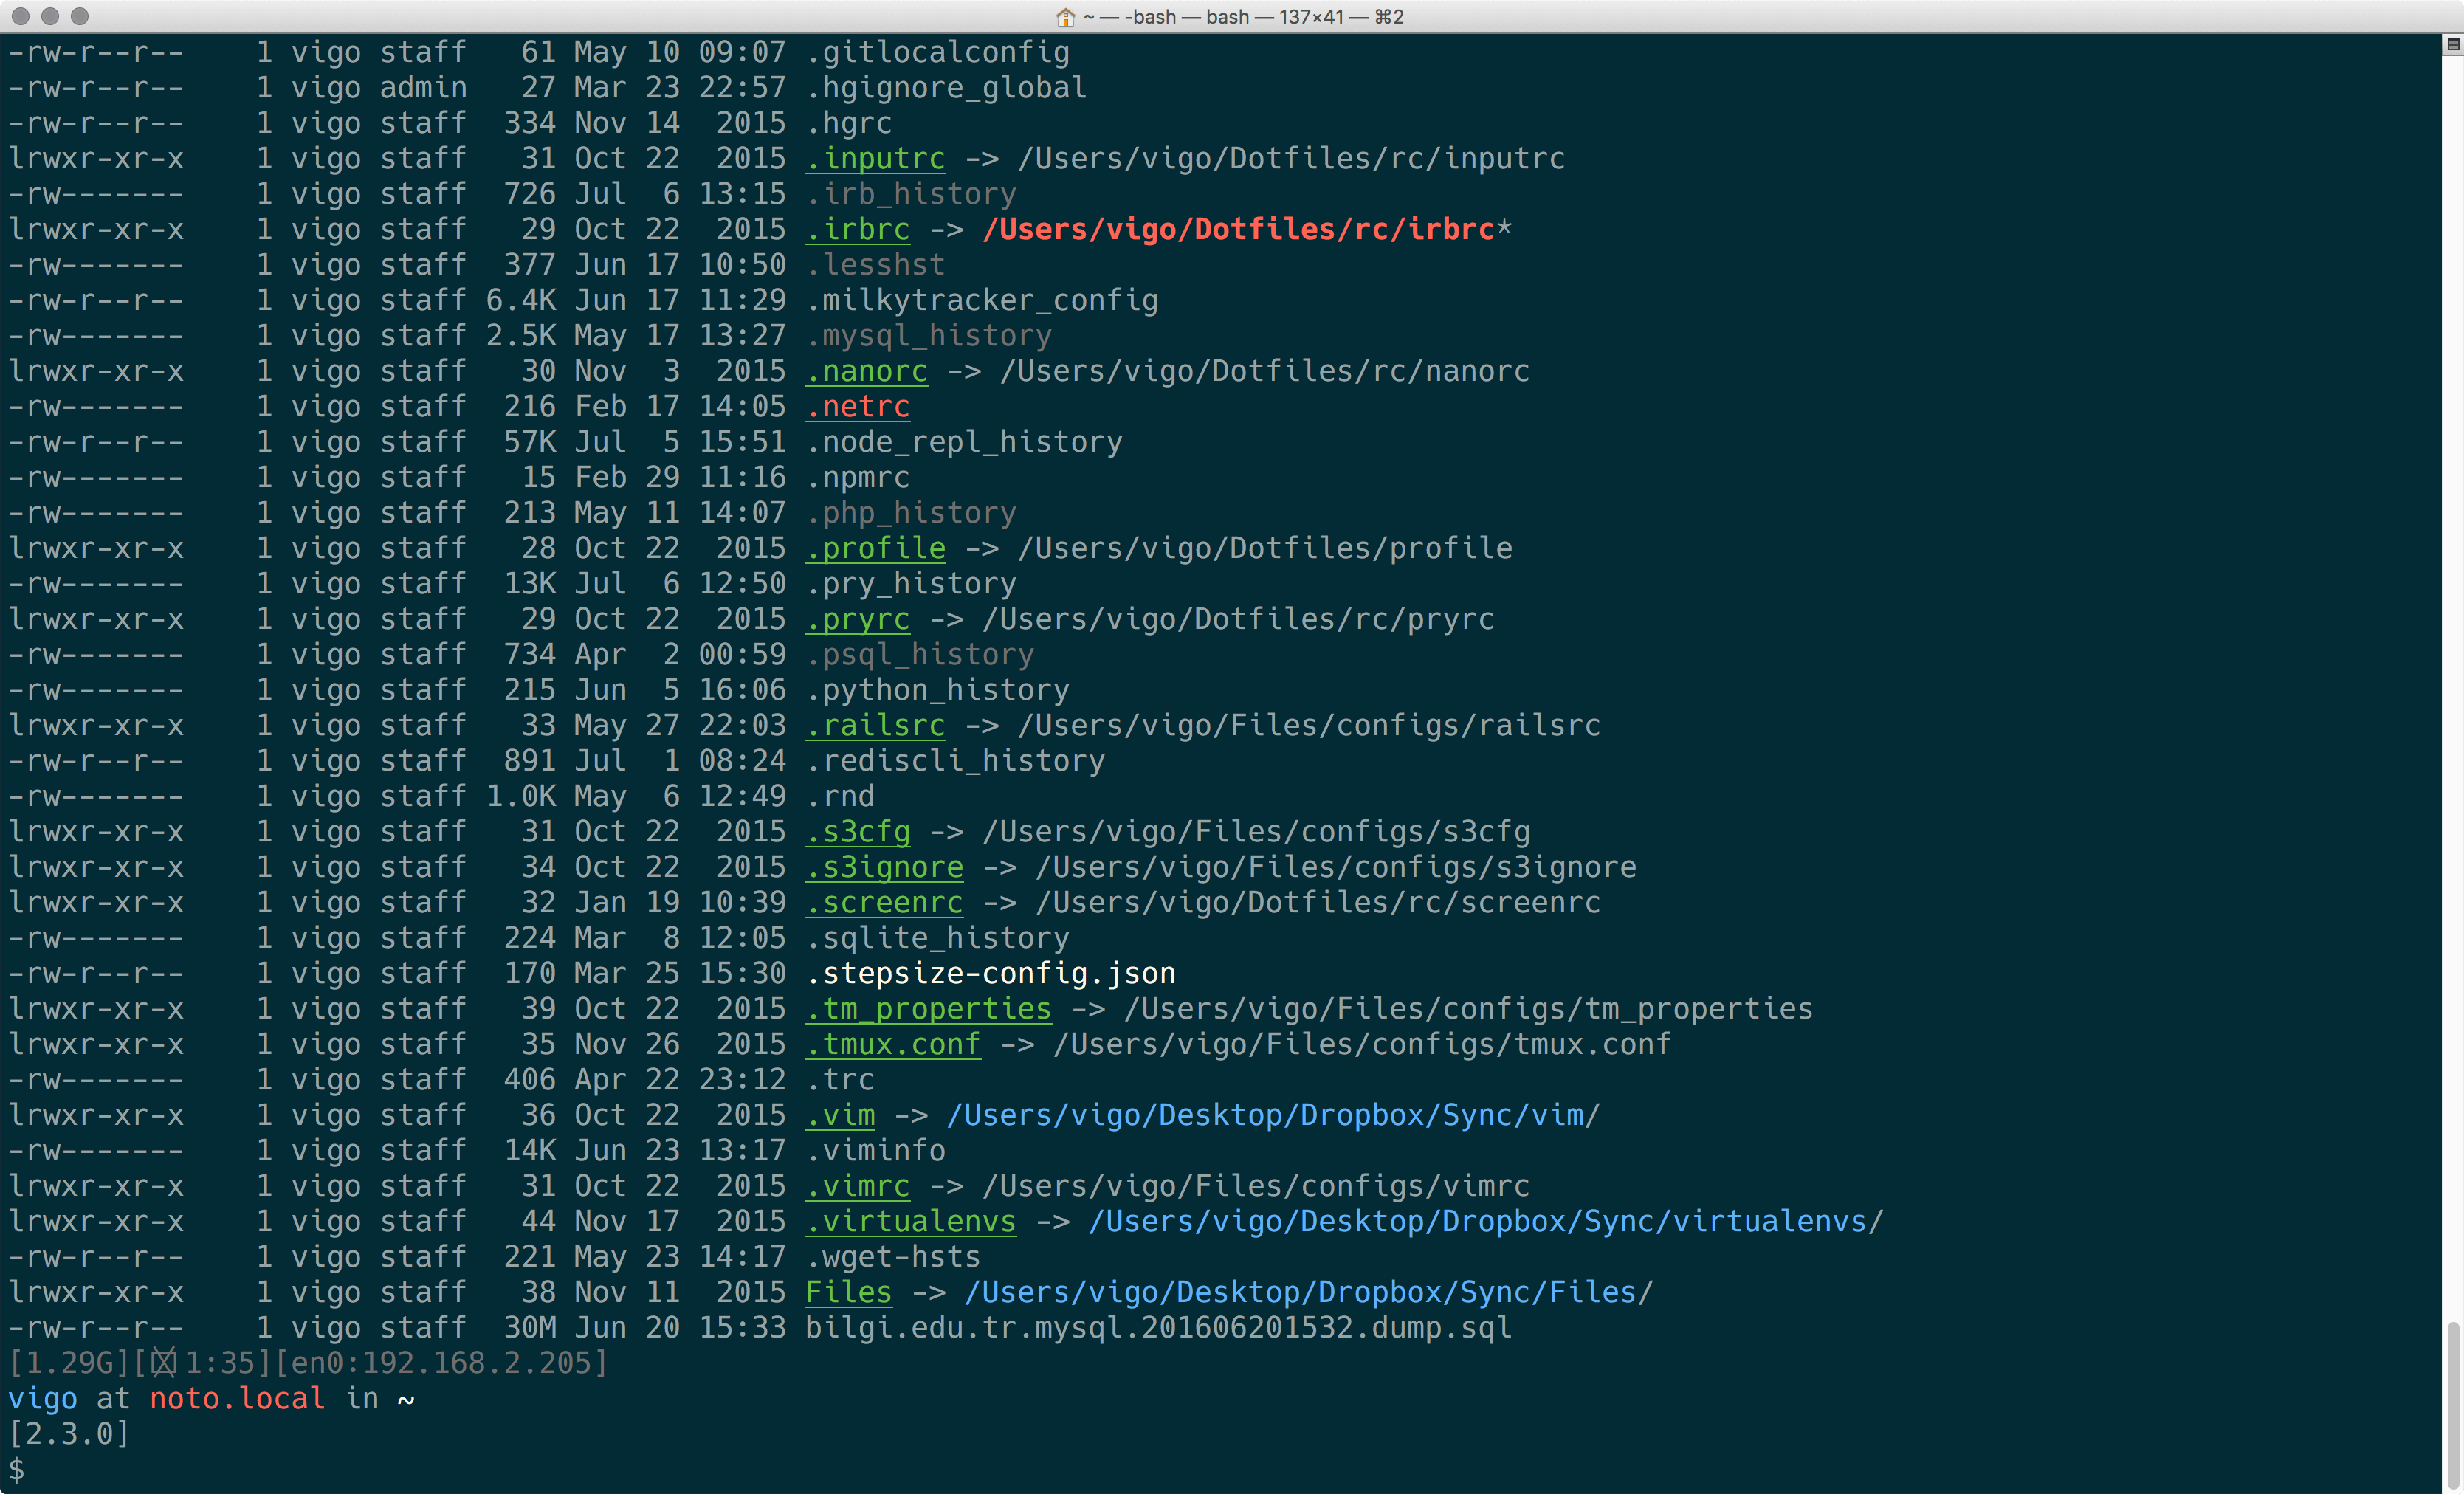 ~ — -bash — bash — 137×41 — ⌘2
-rw-r--r--    1 vigo staff   61 May 10 09:07 .gitlocalconfig
-rw-r--r--    1 vigo admin   27 Mar 23 22:57 .hgignore_global
-rw-r--r--    1 vigo staff  334 Nov 14  2015 .hgrc
lrwxr-xr-x    1 vigo staff   31 Oct 22  2015 .inputrc -> /Users/vigo/Dotfiles/rc/inputrc
-rw-------    1 vigo staff  726 Jul  6 13:15 .irb_history
lrwxr-xr-x    1 vigo staff   29 Oct 22  2015 .irbrc -> /Users/vigo/Dotfiles/rc/irbrc*
-rw-------    1 vigo staff  377 Jun 17 10:50 .lesshst
-rw-r--r--    1 vigo staff 6.4K Jun 17 11:29 .milkytracker_config
-rw-------    1 vigo staff 2.5K May 17 13:27 .mysql_history
lrwxr-xr-x    1 vigo staff   30 Nov  3  2015 .nanorc -> /Users/vigo/Dotfiles/rc/nanorc
-rw-------    1 vigo staff  216 Feb 17 14:05 .netrc
-rw-r--r--    1 vigo staff  57K Jul  5 15:51 .node_repl_history
-rw-------    1 vigo staff   15 Feb 29 11:16 .npmrc
-rw-------    1 vigo staff  213 May 11 14:07 .php_history
lrwxr-xr-x    1 vigo staff   28 Oct 22  2015 .profile -> /Users/vigo/Dotfiles/profile
-rw-------    1 vigo staff  13K Jul  6 12:50 .pry_history
lrwxr-xr-x    1 vigo staff   29 Oct 22  2015 .pryrc -> /Users/vigo/Dotfiles/rc/pryrc
-rw-------    1 vigo staff  734 Apr  2 00:59 .psql_history
-rw-------    1 vigo staff  215 Jun  5 16:06 .python_history
lrwxr-xr-x    1 vigo staff   33 May 27 22:03 .railsrc -> /Users/vigo/Files/configs/railsrc
-rw-r--r--    1 vigo staff  891 Jul  1 08:24 .rediscli_history
-rw-------    1 vigo staff 1.0K May  6 12:49 .rnd
lrwxr-xr-x    1 vigo staff   31 Oct 22  2015 .s3cfg -> /Users/vigo/Files/configs/s3cfg
lrwxr-xr-x    1 vigo staff   34 Oct 22  2015 .s3ignore -> /Users/vigo/Files/configs/s3ignore
lrwxr-xr-x    1 vigo staff   32 Jan 19 10:39 .screenrc -> /Users/vigo/Dotfiles/rc/screenrc
-rw-------    1 vigo staff  224 Mar  8 12:05 .sqlite_history
-rw-r--r--    1 vigo staff  170 Mar 25 15:30 .stepsize-config.json
lrwxr-xr-x    1 vigo staff   39 Oct 22  2015 .tm_properties -> /Users/vigo/Files/configs/tm_properties
lrwxr-xr-x    1 vigo staff   35 Nov 26  2015 .tmux.conf -> /Users/vigo/Files/configs/tmux.conf
-rw-------    1 vigo staff  406 Apr 22 23:12 .trc
lrwxr-xr-x    1 vigo staff   36 Oct 22  2015 .vim -> /Users/vigo/Desktop/Dropbox/Sync/vim/
-rw-------    1 vigo staff  14K Jun 23 13:17 .viminfo
lrwxr-xr-x    1 vigo staff   31 Oct 22  2015 .vimrc -> /Users/vigo/Files/configs/vimrc
lrwxr-xr-x    1 vigo staff   44 Nov 17  2015 .virtualenvs -> /Users/vigo/Desktop/Dropbox/Sync/virtualenvs/
-rw-r--r--    1 vigo staff  221 May 23 14:17 .wget-hsts
lrwxr-xr-x    1 vigo staff   38 Nov 11  2015 Files -> /Users/vigo/Desktop/Dropbox/Sync/Files/
-rw-r--r--    1 vigo staff  30M Jun 20 15:33 bilgi.edu.tr.mysql.201606201532.dump.sql
[1.29G][1:35][en0:192.168.2.205]
vigo at noto.local in ~
[2.3.0]
$